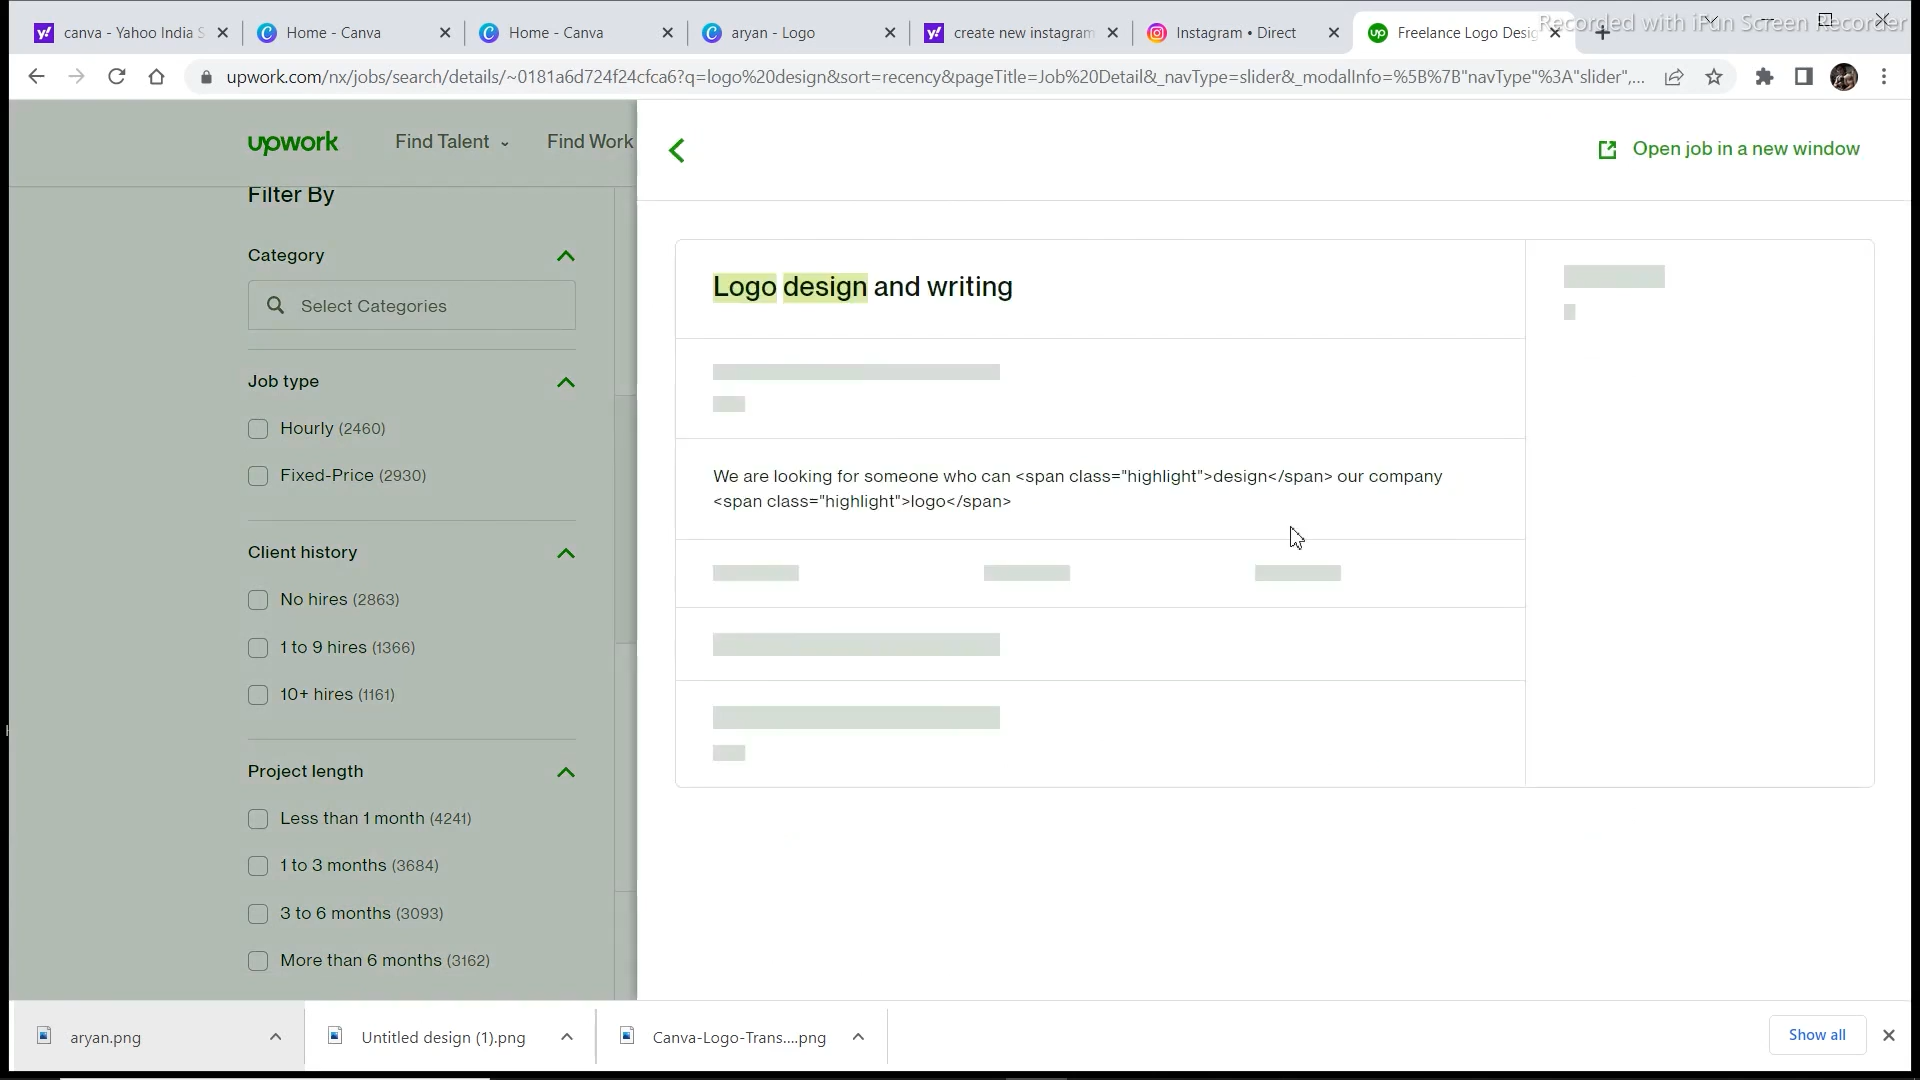 canva - Yahoo India S
Home - Canva
Home - Canva
aryan - Logo
create new instagram
Instagram • Direct
Freelance Logo Desig
Recorded with iFun Screen Recorder
upwork.com/nx/jobs/search/details/~0181a6d724f24cfca6?q=logo%20design&sort=recency&pageTitle=Job%20Detail&_navType=slider&_modalInfo=%5B%7B"navType"%3A"slider",...
upwork
Find Talent
Find Work
Open job in a new window
Filter By
Category
Select Categories
Job type
Hourly (2460)
Fixed-Price (2930)
Client history
No hires (2863)
1 to 9 hires (1366)
10+ hires (1161)
Project length
Less than 1 month (4241)
1 to 3 months (3684)
3 to 6 months (3093)
More than 6 months (3162)
Logo design and writing
We are looking for someone who can <span class="highlight">design</span> our company
<span class="highlight">logo</span>
aryan.png
Untitled design (1).png
Canva-Logo-Trans....png
Show all